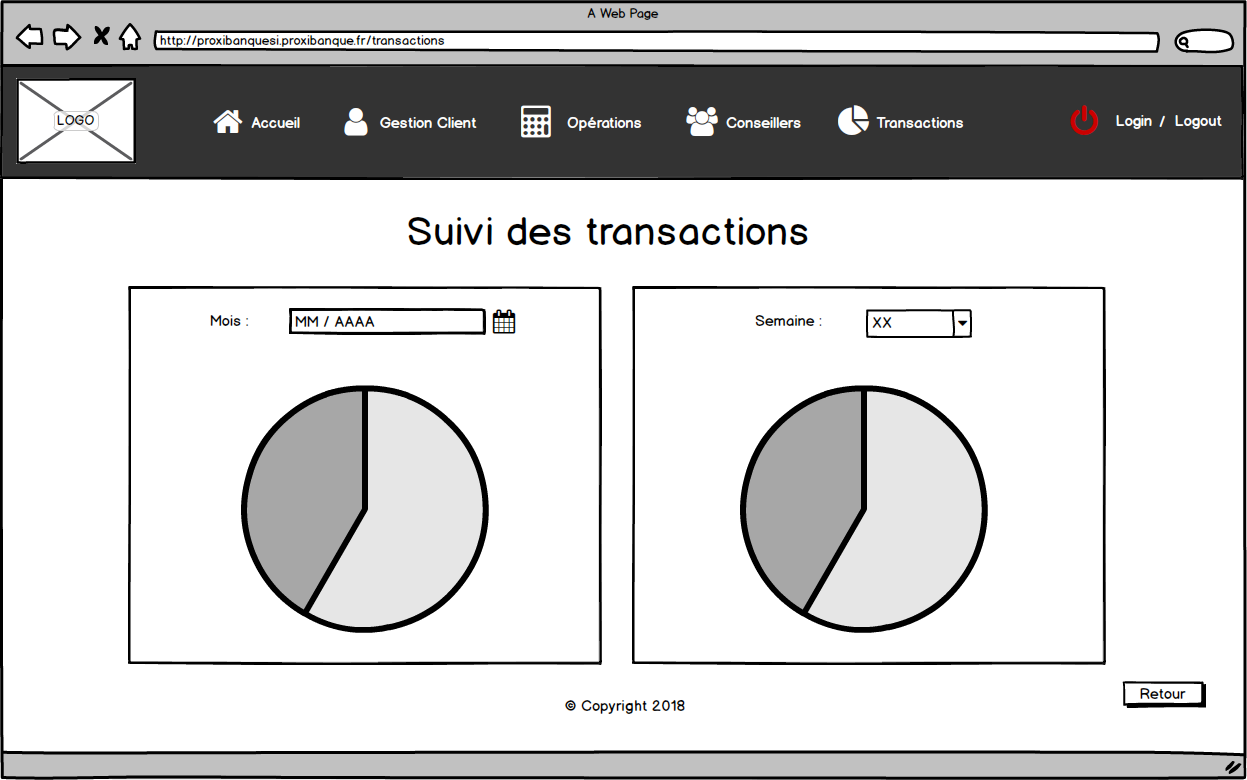 A Web Page
http://proxibanquesi.proxibanque.fr/transactions
LOGO
Accueil
Gestion Client
Opérations
Conseillers
Transactions
Login / Logout
Suivi des transactions
Mois :
MM / AAAA
Semaine :
XX
Retour
© Copyright 2018